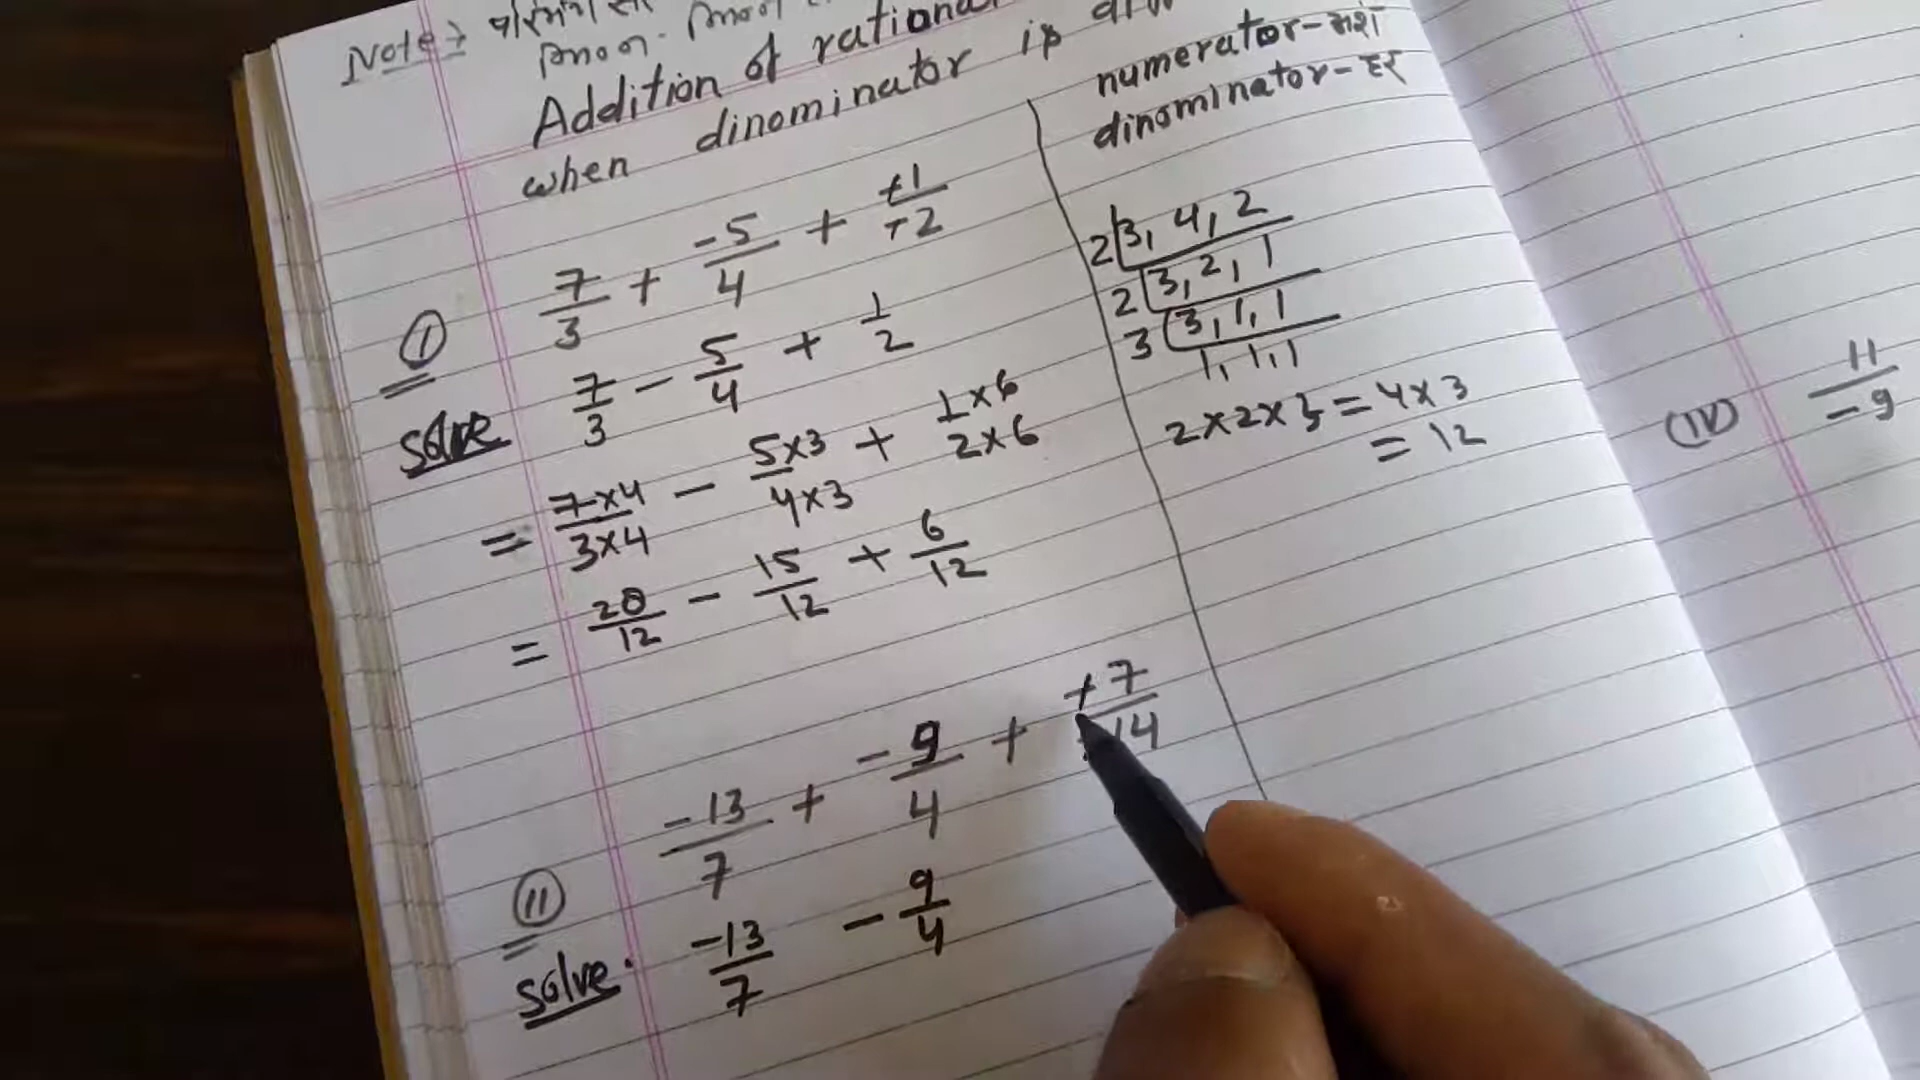 Note →
Addition of rational
when dinominator is
numerator -
dinominator - हर
7/3 + -5/4 + +1/+2
(I)
7/3 - 5/4 + 1/2
Solve
= 7×4/3×4 - 5×3/4×3 + 1×6/2×6
= 28/12 - 15/12 + 6/12
2 | 3, 4, 2
2 | 3, 2, 1
3 | 3, 1, 1
1, 1, 1
2×2×3 = 4×3
= 12
-13/7 + -9/4 + +7/14
(II)
Solve.
-13/7 - 9/4
(IV) 11/-9